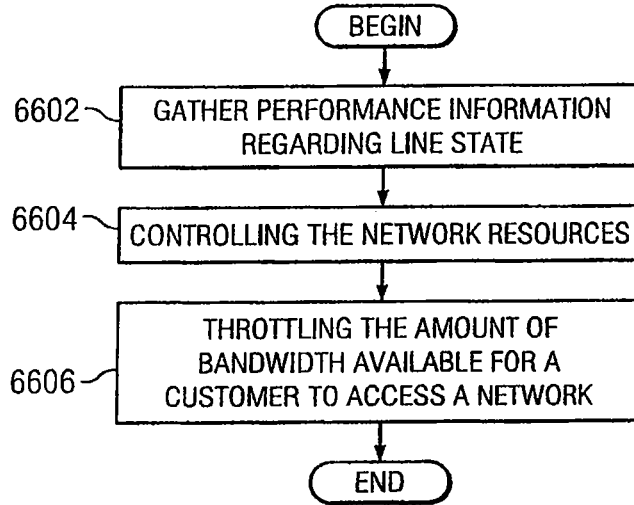 BEGIN
6602
GATHER PERFORMANCE INFORMATION
REGARDING LINE STATE
6604
CONTROLLING THE NETWORK RESOURCES
6606
THROTTLING THE AMOUNT OF
BANDWIDTH AVAILABLE FOR A
CUSTOMER TO ACCESS A NETWORK
END